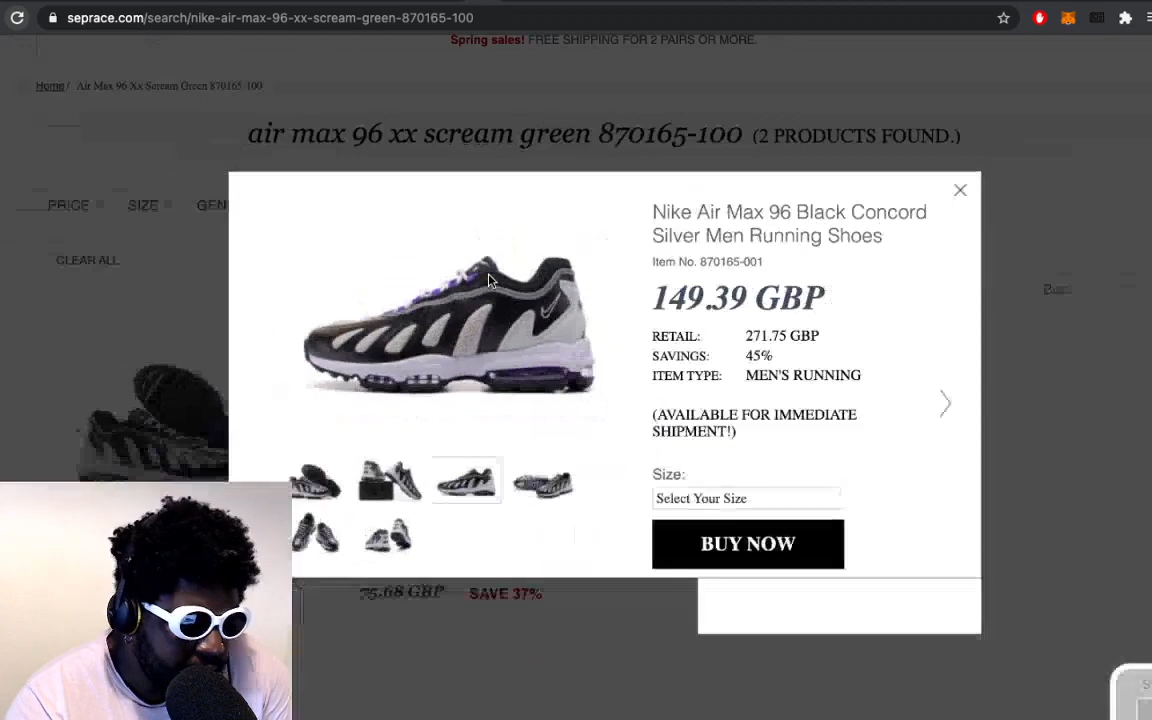 seprace.com/search/nike-air-max-96-xx-scream-green-870165-100
Spring sales! FREE SHIPPING FOR 2 PAIRS OR MORE.
Home / Air Max 96 Xx Scream Green 870165-100
air max 96 xx scream green 870165-100 (2 PRODUCTS FOUND.)
PRICE SIZE GEN
CLEAR ALL
Nike Air Max 96 Black Concord
Silver Men Running Shoes
Item No. 870165-001
149.39 GBP
RETAIL: 271.75 GBP
SAVINGS: 45%
ITEM TYPE: MEN'S RUNNING
(AVAILABLE FOR IMMEDIATE
SHIPMENT!)
Size:
Select Your Size
BUY NOW
75.68 GBP SAVE 37%